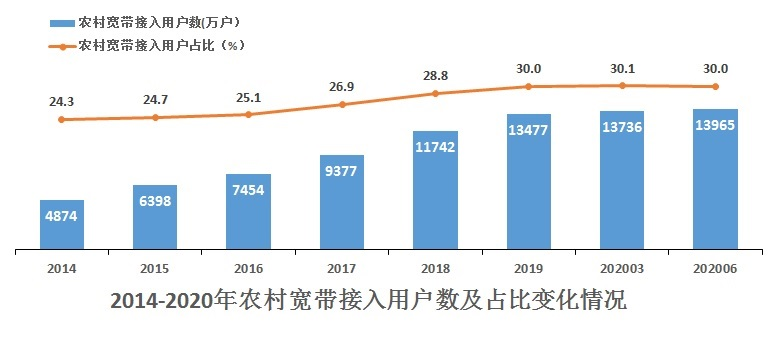 农村宽带接入用户数(万户）
农村宽带接入用户占比（%）
24.3 24.7 25.1 26.9 28.8 30.0 30.1 30.0
4874 6398 7454 9377 11742 13477 13736 13965
2014 2015 2016 2017 2018 2019 202003 202006
2014-2020年农村宽带接入用户数及占比变化情况